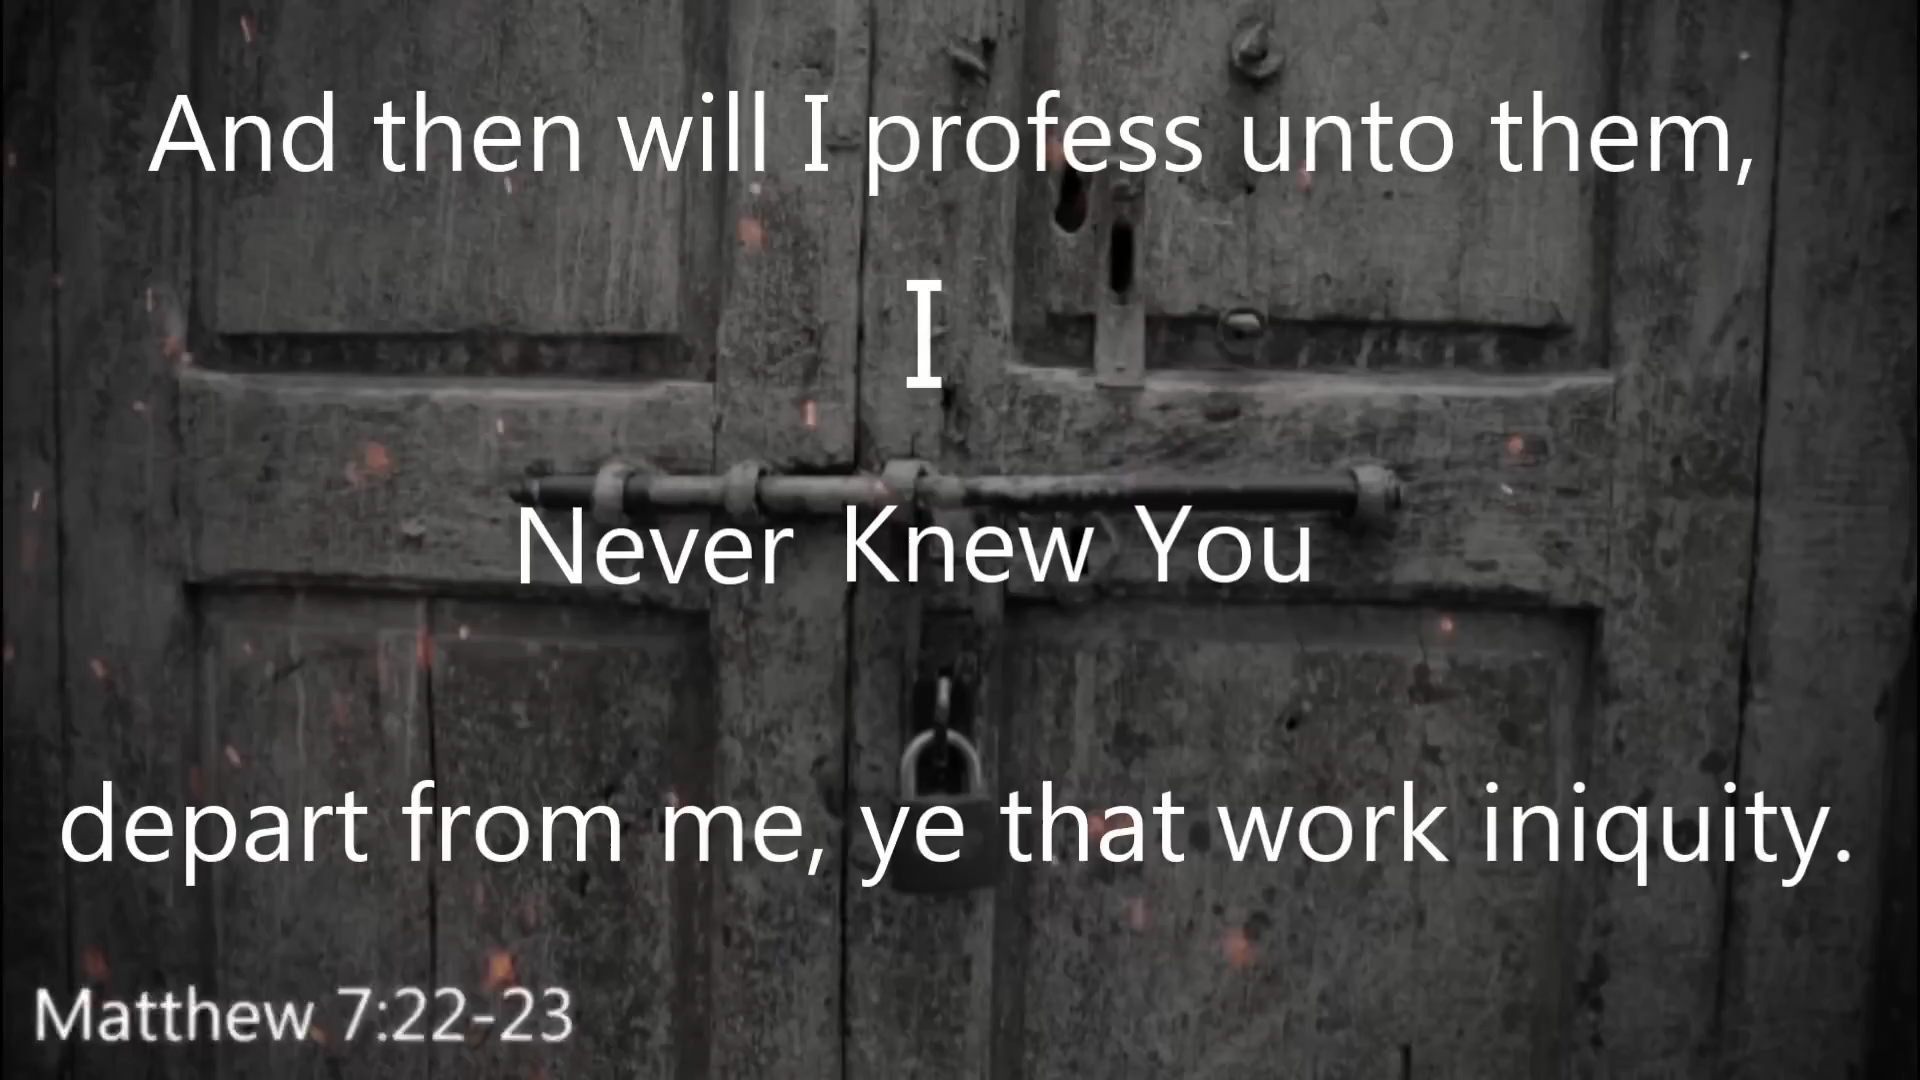 And then will I profess unto them,
I
Never Knew You
depart from me, ye that work iniquity.
Matthew 7:22-23